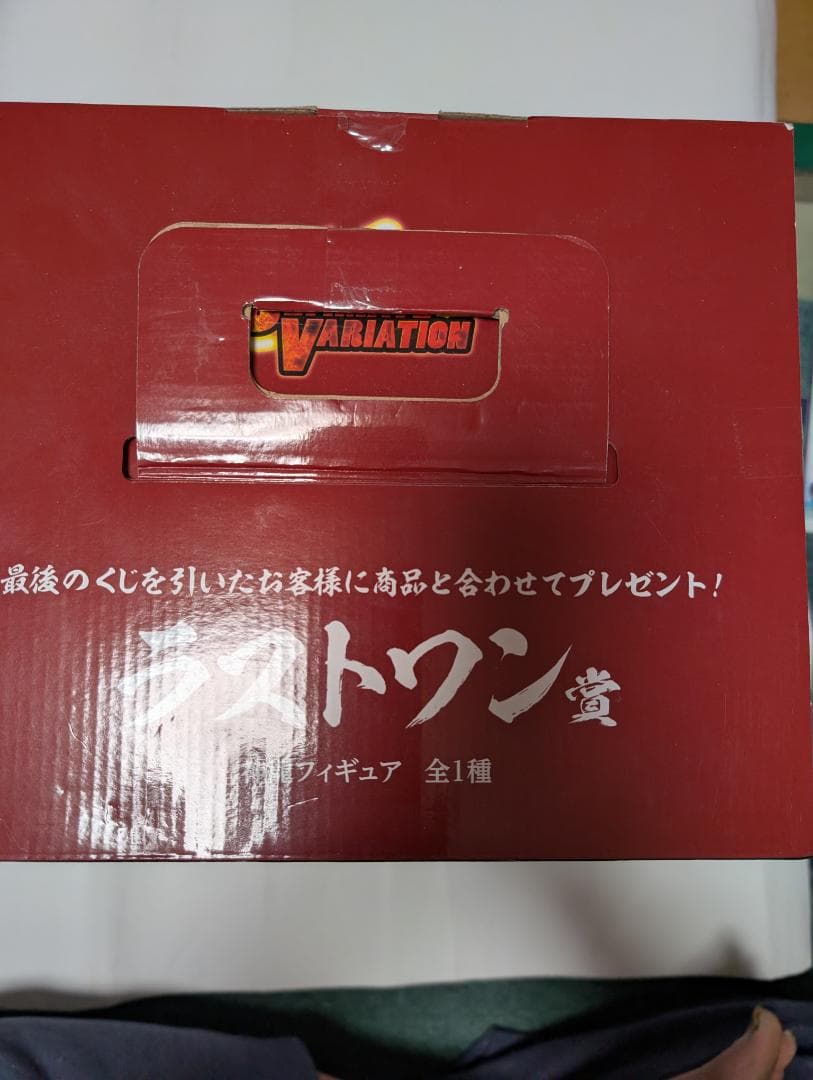 VARIATION
最後のくじを引いたお客様に商品と合わせてプレゼント!
ラストワン賞
龍フィギュア 全1種